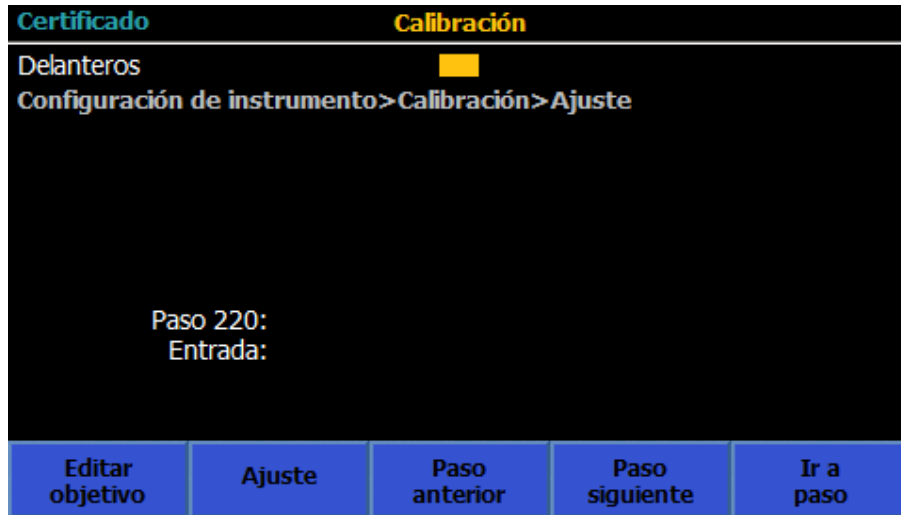 Certificado Calibración
Delanteros
Configuración de instrumento>Calibración>Ajuste
Paso 220:
Entrada:
Editar objetivo
Ajuste
Paso anterior
Paso siguiente
Ir a paso